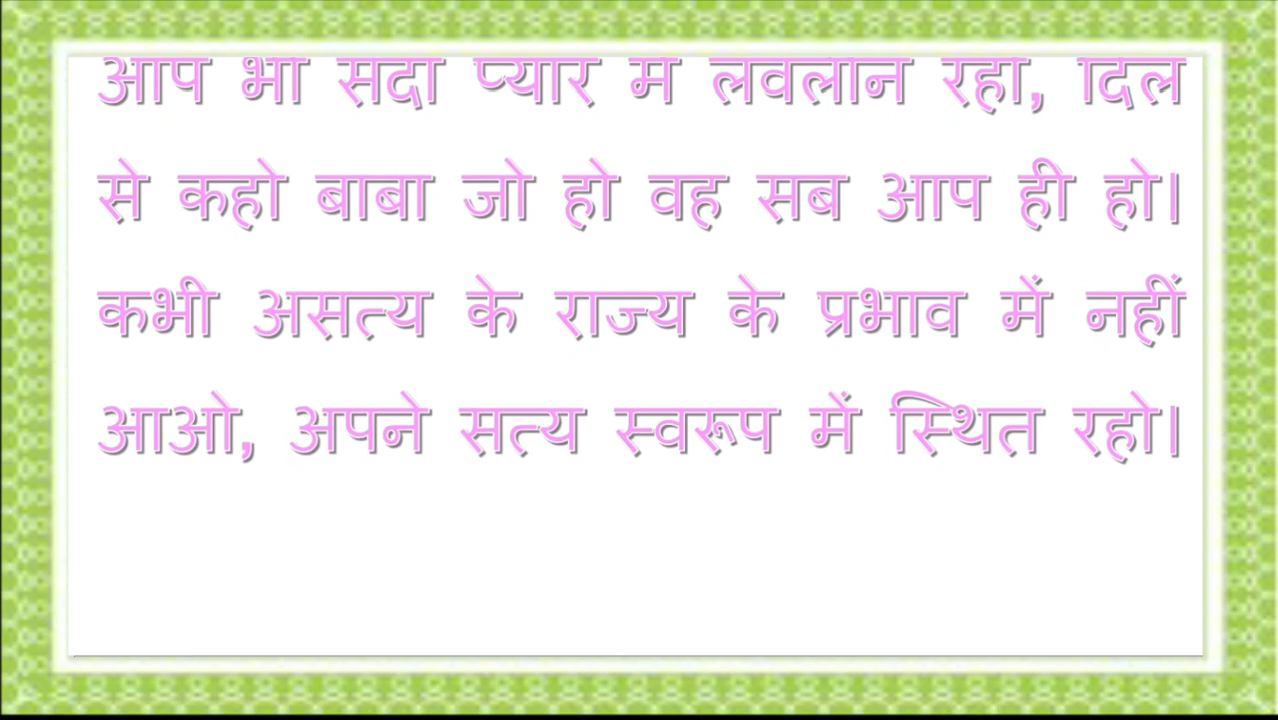 आप भी सदा प्यार में लवलीन रहो, दिल
से कहो बाबा जो हो वह सब आप ही हो।
कभी असत्य के राज्य के प्रभाव में नहीं
आओ, अपने सत्य स्वरूप में स्थित रहो।